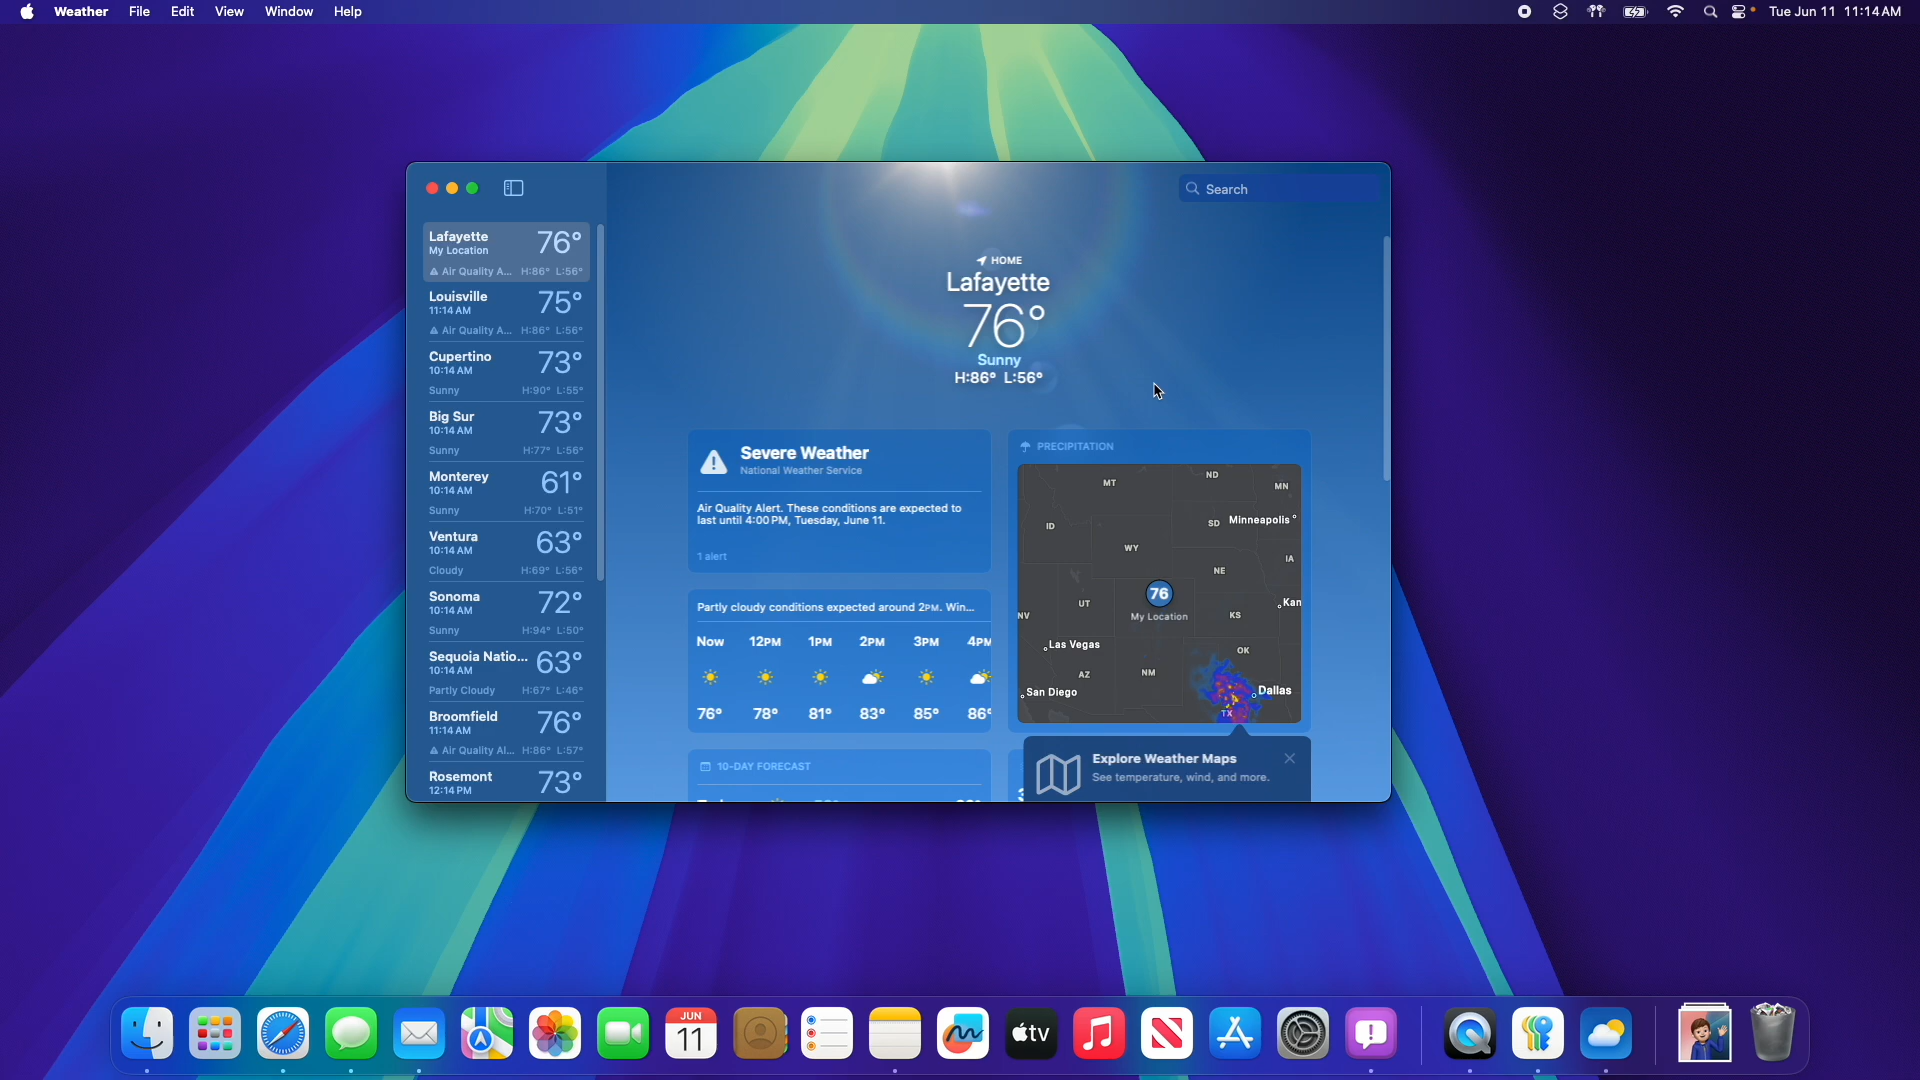 Weather File Edit View Window Help
Tue Jun 11 11:14 AM
Search
Lafayette 76°
My Location
Air Quality A... H:86° L:56°
Louisville 75°
11:14 AM
Air Quality A... H:86° L:56°
Cupertino 73°
10:14 AM
Sunny H:90° L:55°
Big Sur 73°
10:14 AM
Sunny H:77° L:56°
Monterey 61°
10:14 AM
Sunny H:70° L:51°
Ventura 63°
10:14 AM
Cloudy H:69° L:56°
Sonoma 72°
10:14 AM
Sunny H:94° L:50°
Sequoia Natio... 63°
10:14 AM
Partly Cloudy H:67° L:46°
Broomfield 76°
11:14 AM
Air Quality Al... H:86° L:57°
Rosemont 73°
12:14 PM
HOME
Lafayette
76°
Sunny
H:86° L:56°
Severe Weather
National Weather Service
Air Quality Alert. These conditions are expected to
last until 4:00 PM, Tuesday, June 11.
1 alert
Partly cloudy conditions expected around 2PM. Win...
Now 12PM 1PM 2PM 3PM 4PM
76° 78° 81° 83° 85° 86°
10-DAY FORECAST
PRECIPITATION
MT ND MN
ID SD Minneapolis
WY IA
NE
76
UT My Location KS Kan
NV
Las Vegas OK
AZ NM
San Diego Dallas
TX
Explore Weather Maps
See temperature, wind, and more.
JUN
11
tv